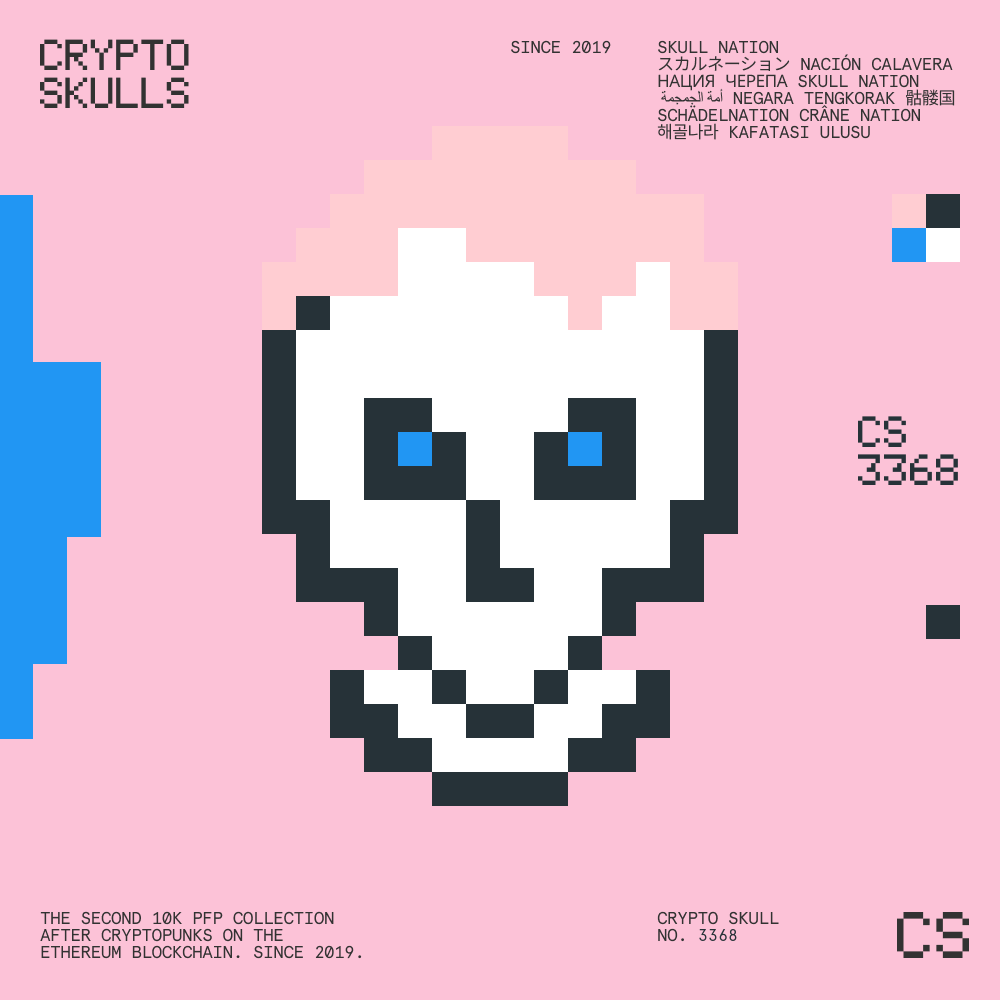 CRYPTO
SKULLS
SINCE 2019
SKULL NATION
スカルネーション NACIÓN CALAVERA
НАЦИЯ ЧЕРЕПА SKULL NATION
أمة الجمجمة NEGARA TENGKORAK 骷髅国
SCHÄDELNATION CRÂNE NATION
해골나라 KAFATASI ULUSU
CS
3368
THE SECOND 10K PFP COLLECTION
AFTER CRYPTOPUNKS ON THE
ETHEREUM BLOCKCHAIN. SINCE 2019.
CRYPTO SKULL
NO. 3368
CS